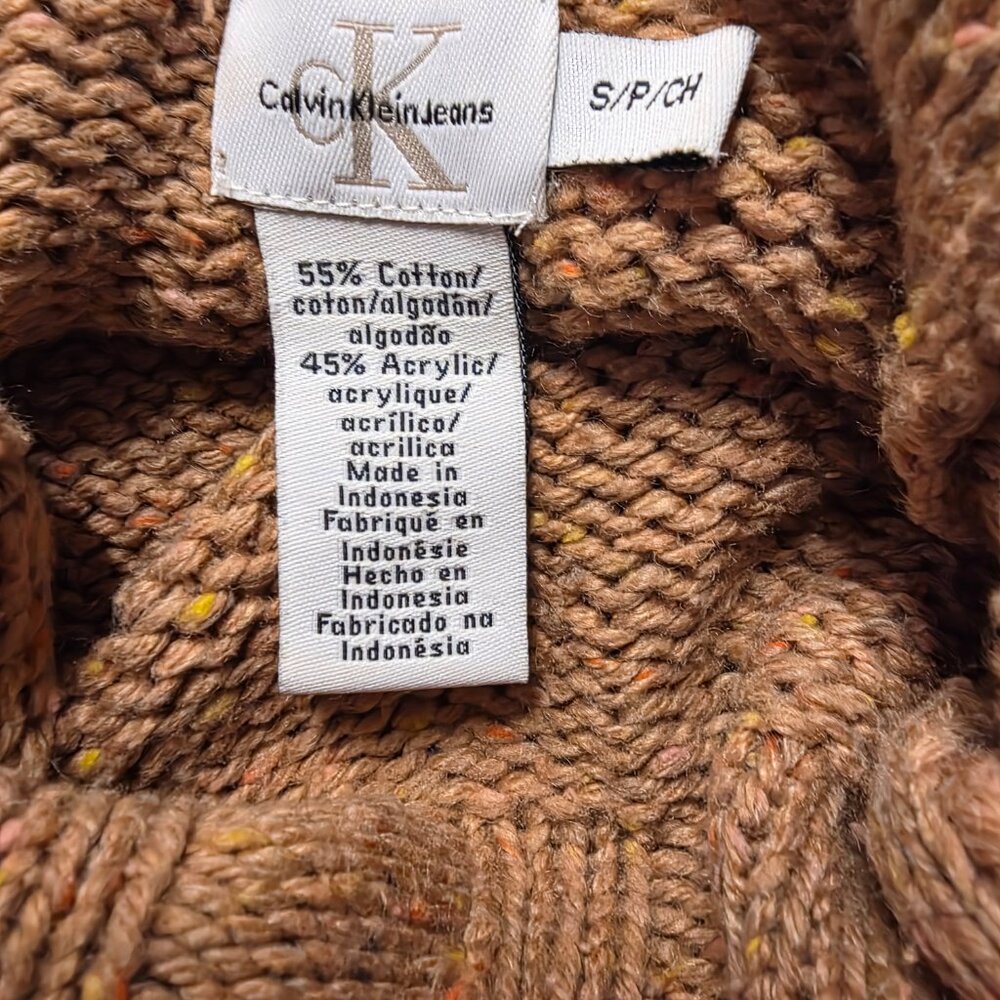 CK
Calvin Klein Jeans
S/P/CH
55% Cotton/
coton/algodón/
algodão
45% Acrylic/
acrylique/
acrílico/
acrilica
Made in
Indonesia
Fabriqué en
Indonésie
Hecho en
Indonesia
Fabricado na
Indonésia